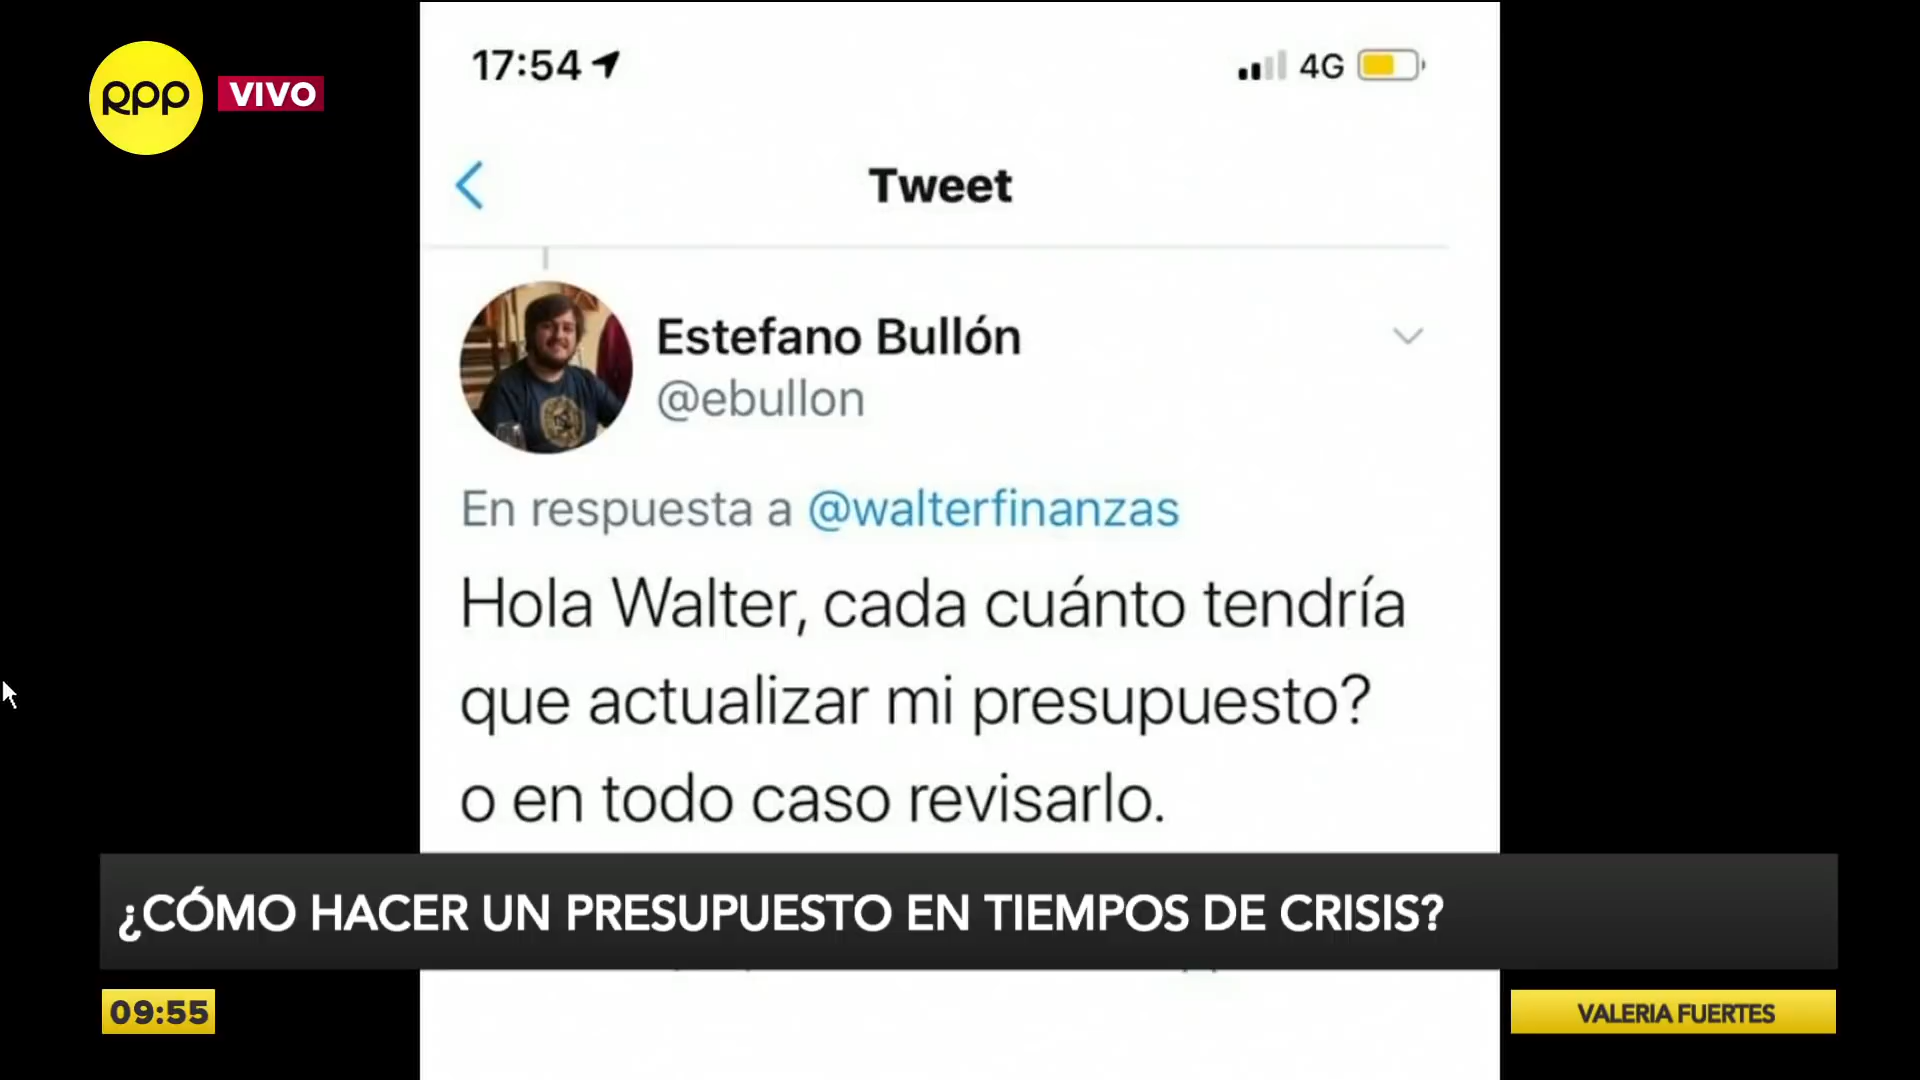 rpp
VIVO
17:54
4G
Tweet
Estefano Bullón
@ebullon
En respuesta a @walterfinanzas
Hola Walter, cada cuánto tendría
que actualizar mi presupuesto?
o en todo caso revisarlo.
¿CÓMO HACER UN PRESUPUESTO EN TIEMPOS DE CRISIS?
09:55
VALERIA FUERTES